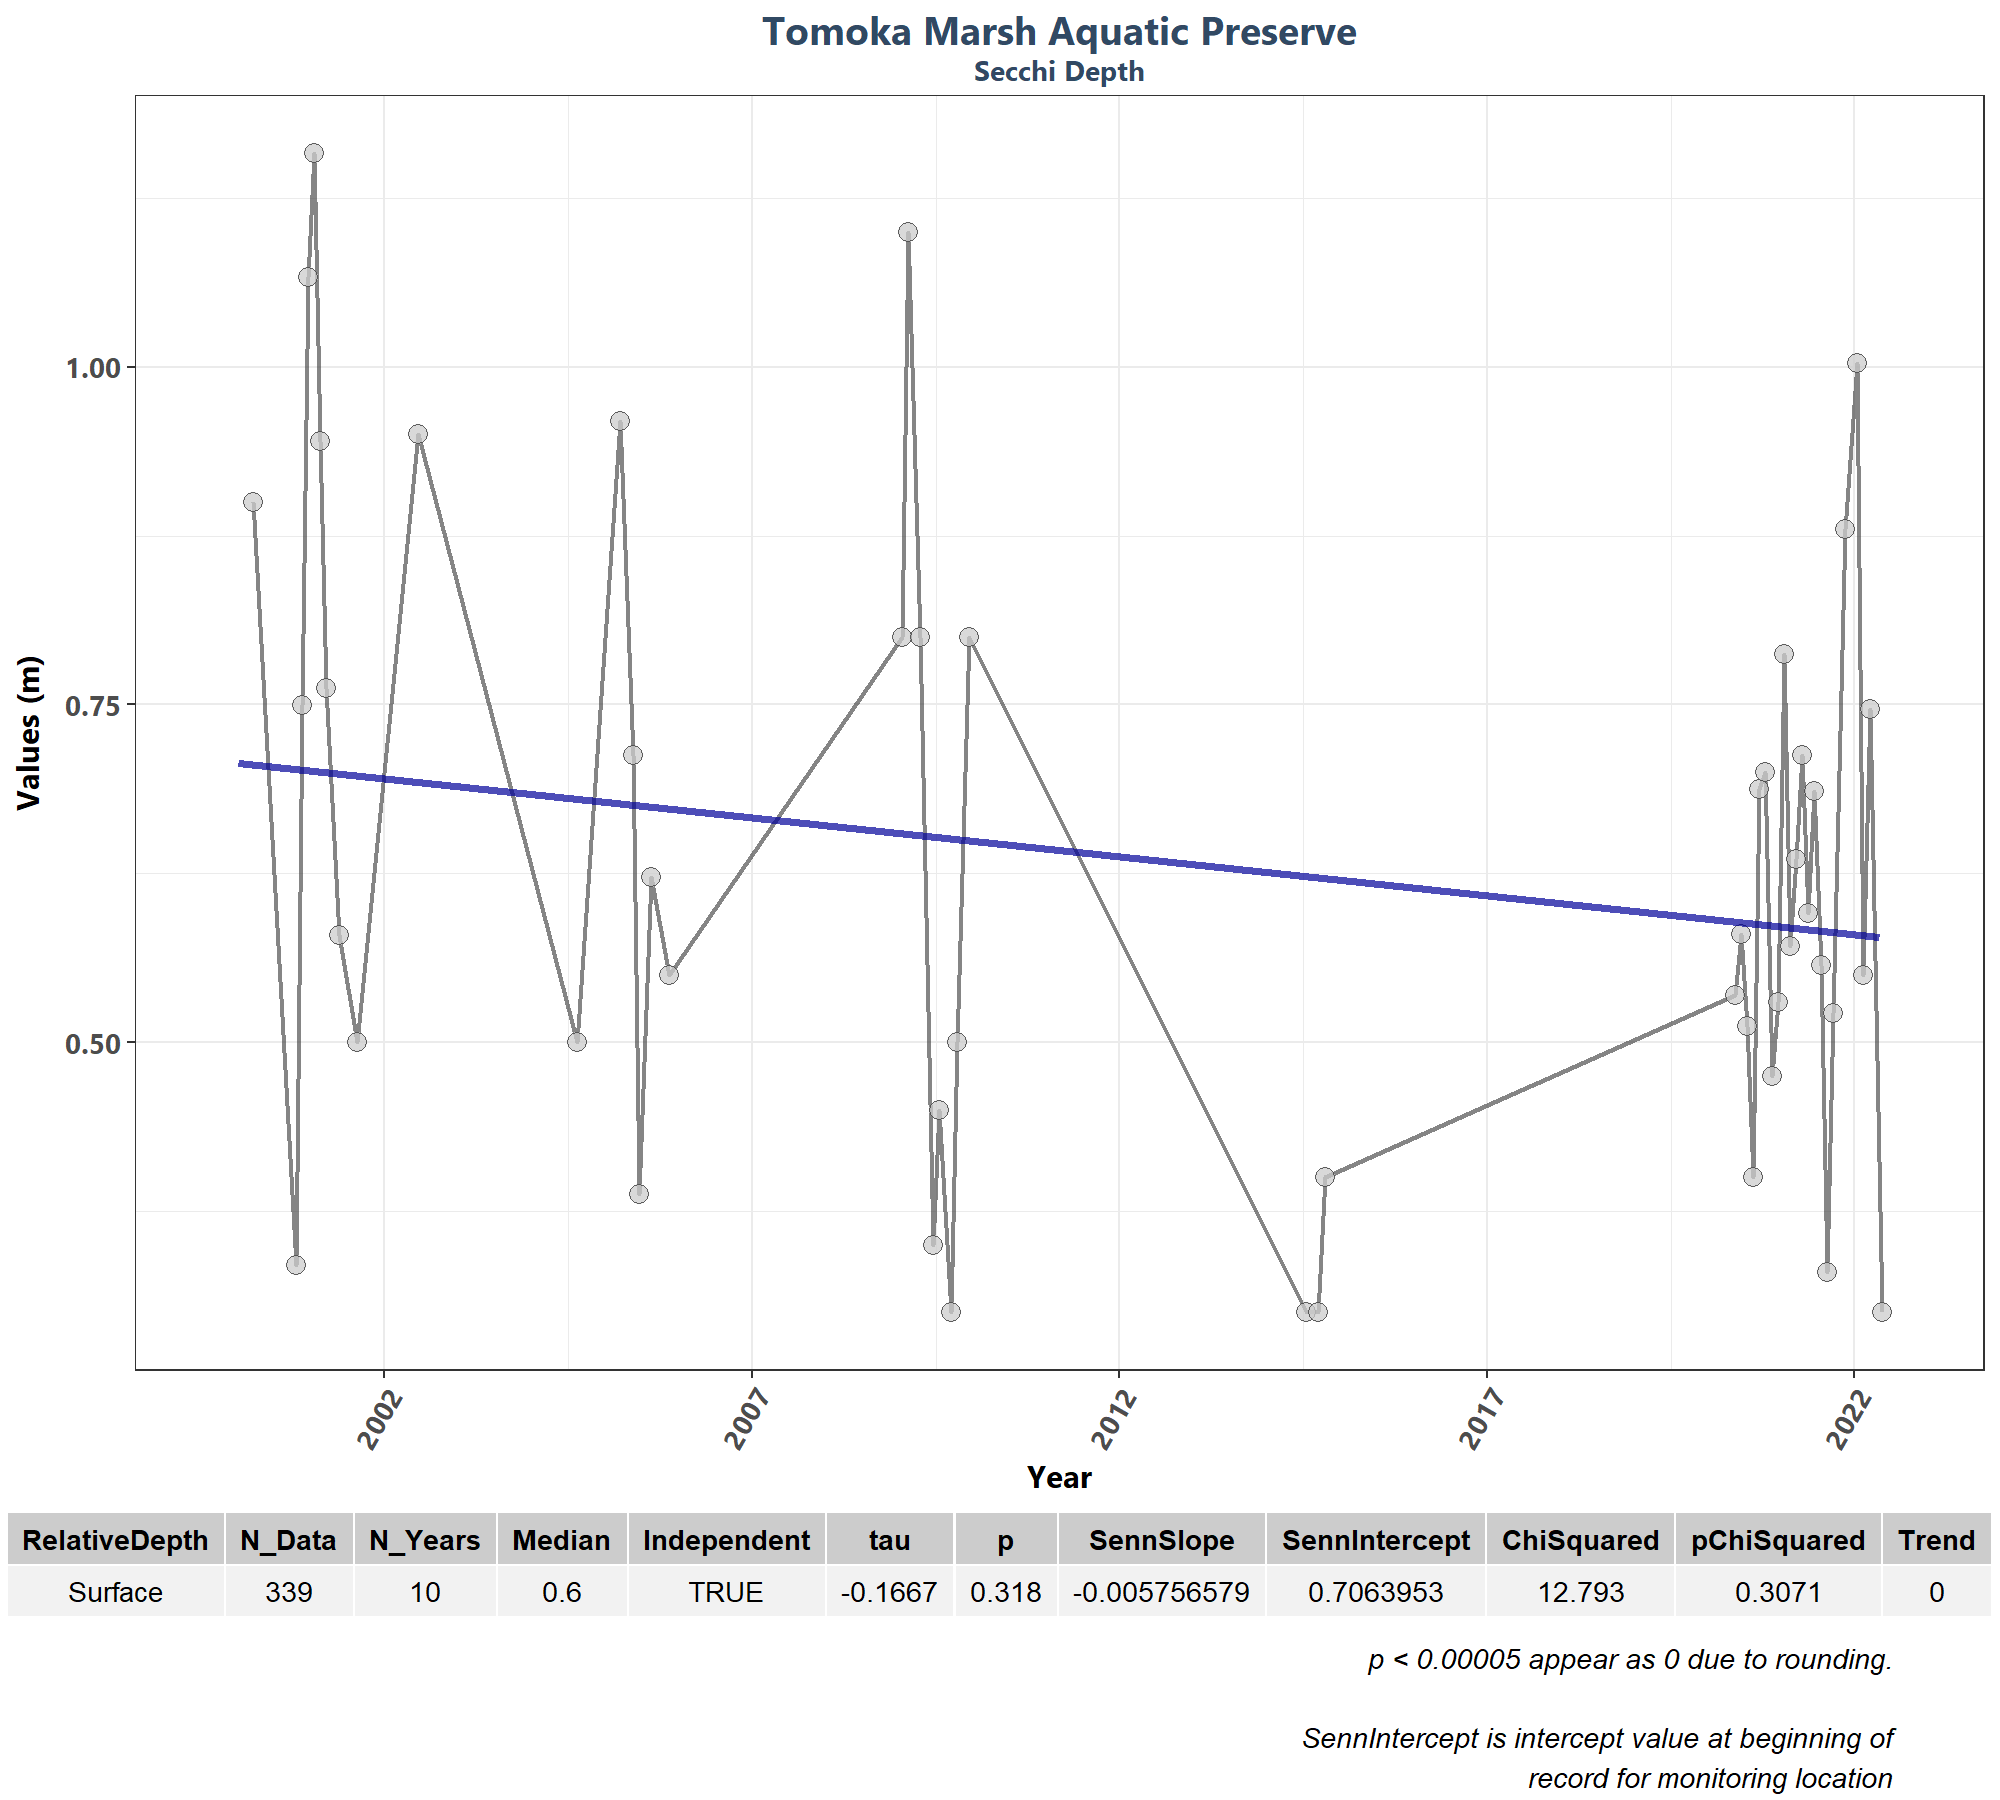 Tomoka Marsh Aquatic Preserve
Secchi Depth
Values (m)
1.00
0.75
0.50
2002 2007 2012 2017 2022
Year
RelativeDepth N_Data N_Years Median Independent tau p SennSlope SennIntercept ChiSquared pChiSquared Trend
Surface 339 10 0.6 TRUE -0.1667 0.318 -0.005756579 0.7063953 12.793 0.3071 0
p < 0.00005 appear as 0 due to rounding.
SennIntercept is intercept value at beginning of
record for monitoring location